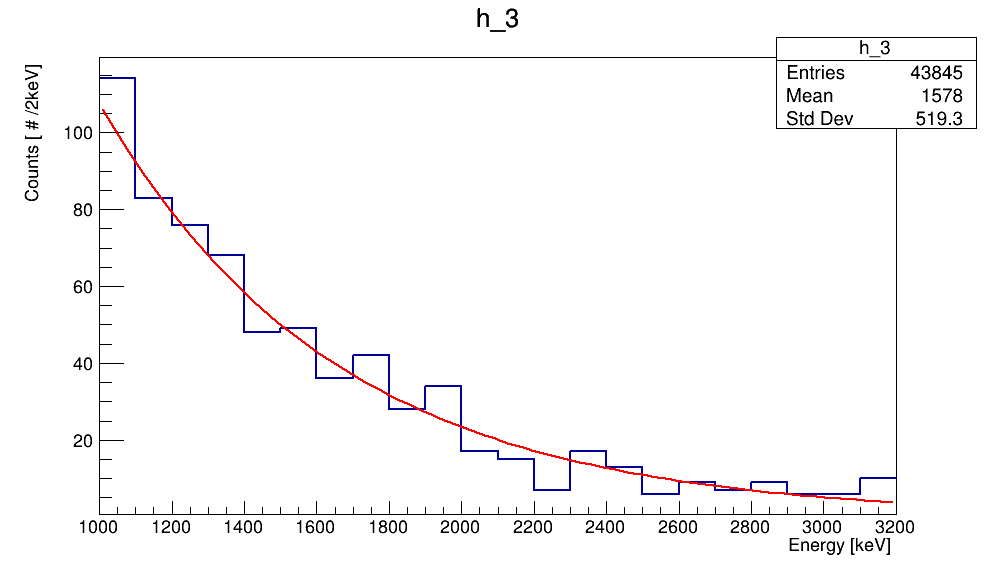 h_3
h_3
Entries 43845
Mean 1578
Std Dev 519.3
Counts [ # /2keV]
100
80
60
40
20
1000 1200 1400 1600 1800 2000 2200 2400 2600 2800 3000 3200
Energy [keV]